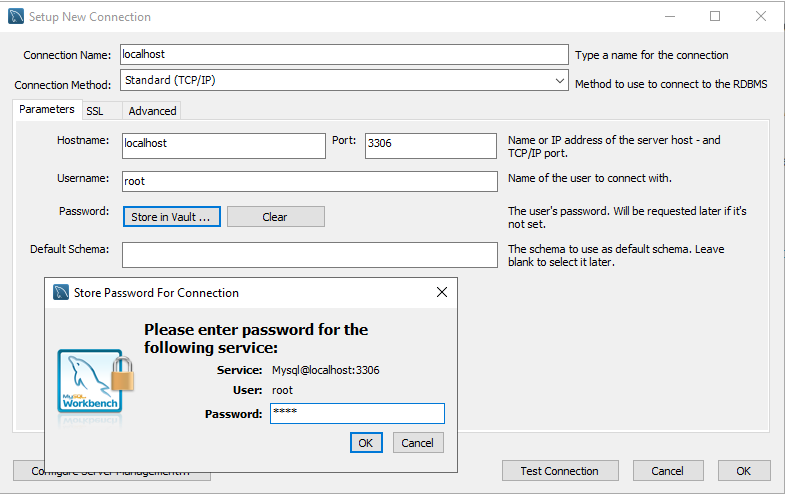 Setup New Connection
Connection Name: localhost Type a name for the connection
Connection Method: Standard (TCP/IP) Method to use to connect to the RDBMS
Parameters SSL Advanced
Hostname: localhost Port: 3306 Name or IP address of the server host - and
TCP/IP port.
Username: root Name of the user to connect with.
Password: Store in Vault ... Clear The user's password. Will be requested later if it's
not set.
Default Schema: The schema to use as default schema. Leave
blank to select it later.
Store Password For Connection
Please enter password for the
following service:
Service: Mysql@localhost:3306
User: root
Password: ****
MySQL
Workbench
OK Cancel
Configure Server Management...
Test Connection Cancel OK